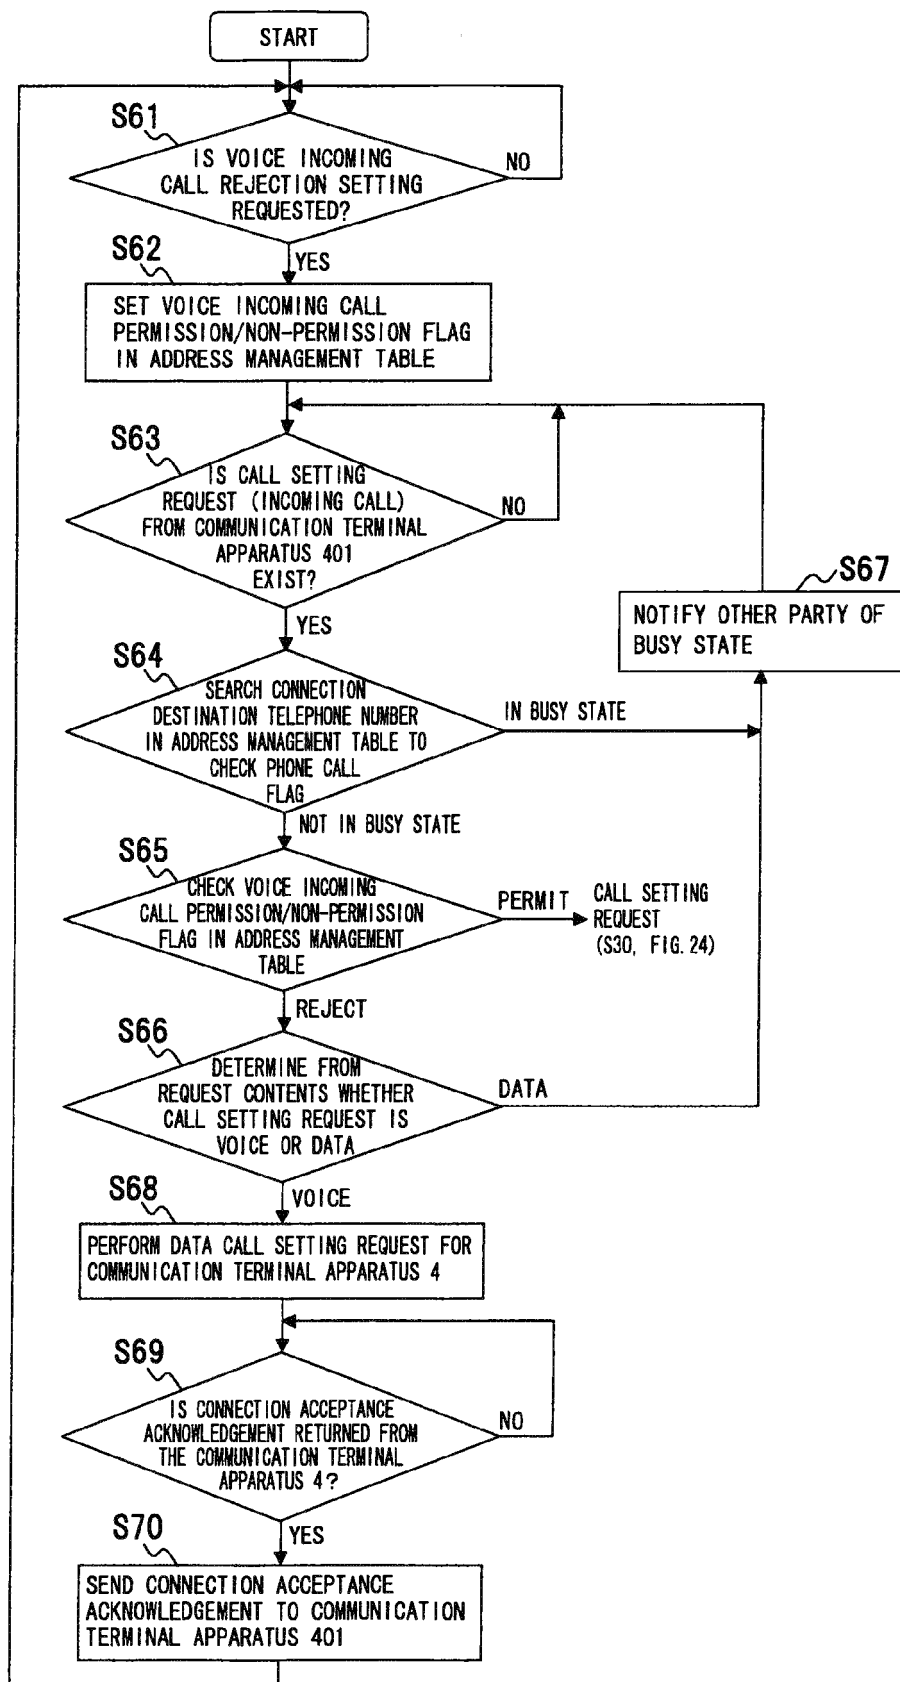 START
S61
IS VOICE INCOMING
CALL REJECTION SETTING
REQUESTED?
NO
YES
S62
SET VOICE INCOMING CALL
PERMISSION/NON-PERMISSION FLAG
IN ADDRESS MANAGEMENT TABLE
S63
IS CALL SETTING
REQUEST (INCOMING CALL)
FROM COMMUNICATION TERMINAL
APPARATUS 401
EXIST?
NO
YES
S67
NOTIFY OTHER PARTY OF
BUSY STATE
S64
SEARCH CONNECTION
DESTINATION TELEPHONE NUMBER
IN ADDRESS MANAGEMENT TABLE TO
CHECK PHONE CALL
FLAG
IN BUSY STATE
NOT IN BUSY STATE
S65
CHECK VOICE INCOMING
CALL PERMISSION/NON-PERMISSION
FLAG IN ADDRESS MANAGEMENT
TABLE
PERMIT
CALL SETTING
REQUEST
(S30, FIG. 24)
REJECT
S66
DETERMINE FROM
REQUEST CONTENTS WHETHER
CALL SETTING REQUEST IS
VOICE OR DATA
DATA
VOICE
S68
PERFORM DATA CALL SETTING REQUEST FOR
COMMUNICATION TERMINAL APPARATUS 4
S69
IS CONNECTION ACCEPTANCE
ACKNOWLEDGEMENT RETURNED FROM
THE COMMUNICATION TERMINAL
APPARATUS 4?
NO
YES
S70
SEND CONNECTION ACCEPTANCE
ACKNOWLEDGEMENT TO COMMUNICATION
TERMINAL APPARATUS 401